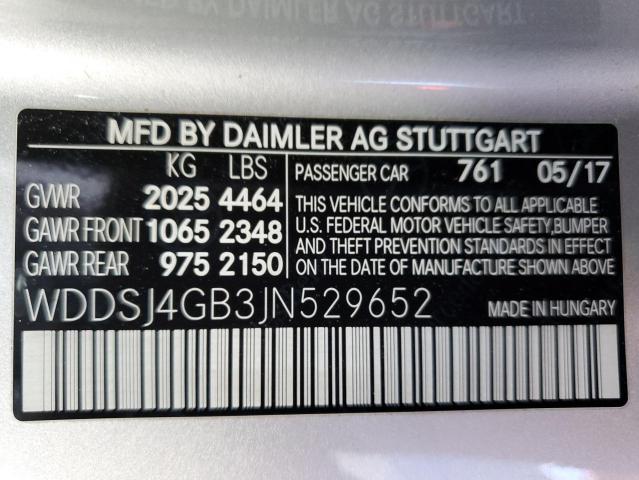 MFD BY DAIMLER AG STUTTGART
KG LBS
GVWR 2025 4464
GAWR FRONT 1065 2348
GAWR REAR 975 2150
PASSENGER CAR 761 05/17
THIS VEHICLE CONFORMS TO ALL APPLICABLE
U.S. FEDERAL MOTOR VEHICLE SAFETY,BUMPER
AND THEFT PREVENTION STANDARDS IN EFFECT
ON THE DATE OF MANUFACTURE SHOWN ABOVE
WDDSJ4GB3JN529652 MADE IN HUNGARY